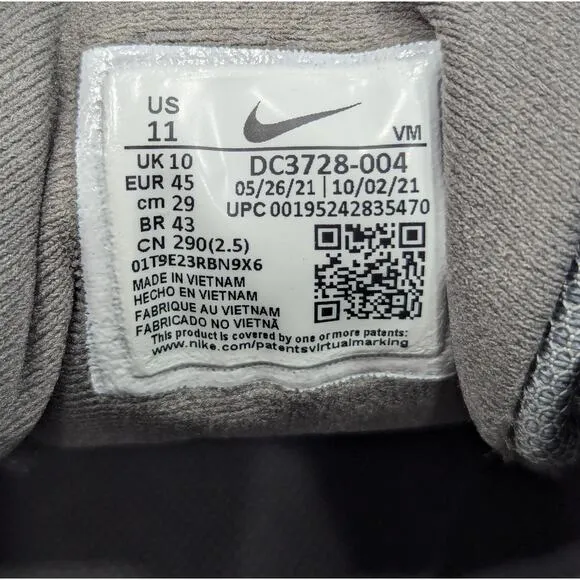 US
11
VM
UK 10
EUR 45
cm 29
BR 43
CN 290(2.5)
DC3728-004
05/26/21 | 10/02/21
UPC 00195242835470
01T9E23RBN9X6
MADE IN VIETNAM
HECHO EN VIETNAM
FABRIQUE AU VIETNAM
FABRICADO NO VIETNÃ
This product is covered by one or more patents:
www.nike.com/patentsvirtualmarking